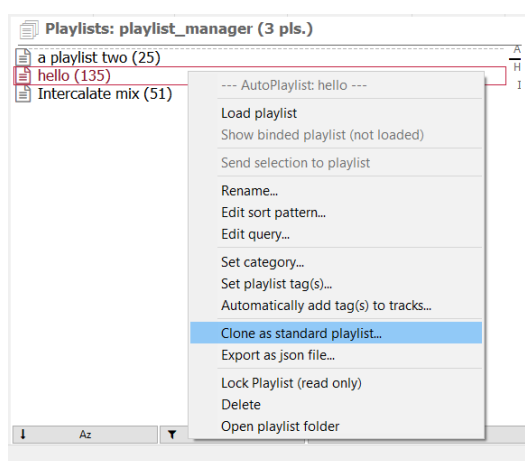 Playlists: playlist_manager (3 pls.)
a playlist two (25)
hello (135)
Intercalate mix (51)
A
H
I
--- AutoPlaylist: hello ---
Load playlist
Show binded playlist (not loaded)
Send selection to playlist
Rename...
Edit sort pattern...
Edit query...
Set category...
Set playlist tag(s)...
Automatically add tag(s) to tracks...
Clone as standard playlist...
Export as json file...
Lock Playlist (read only)
Delete
Open playlist folder
Az